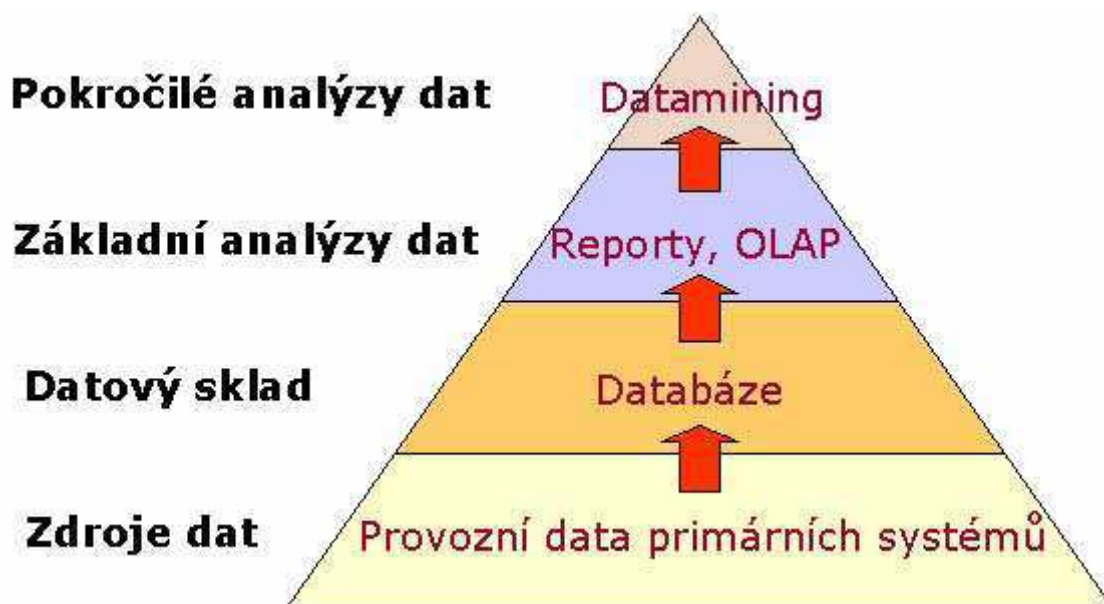 Pokročilé analýzy dat
Datamining
Základní analýzy dat
Reporty, OLAP
Datový sklad
Databáze
Zdroje dat
Provozní data primárních systémů